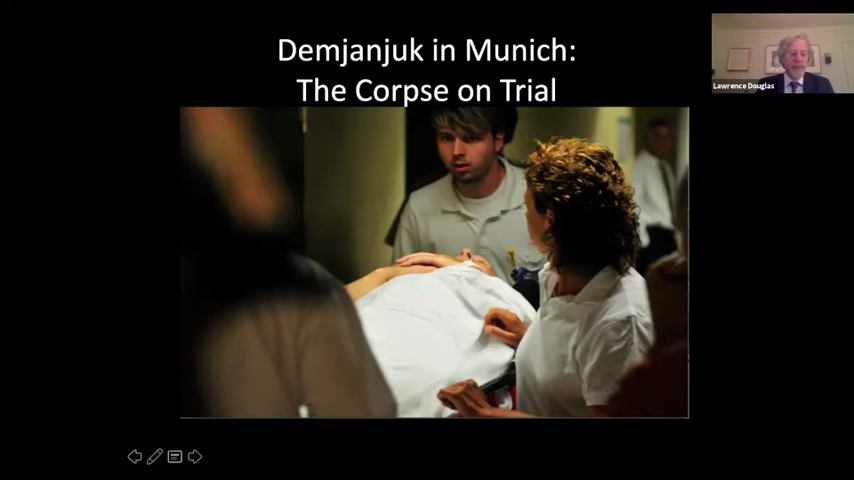 Demjanjuk in Munich:
The Corpse on Trial
Lawrence Douglas